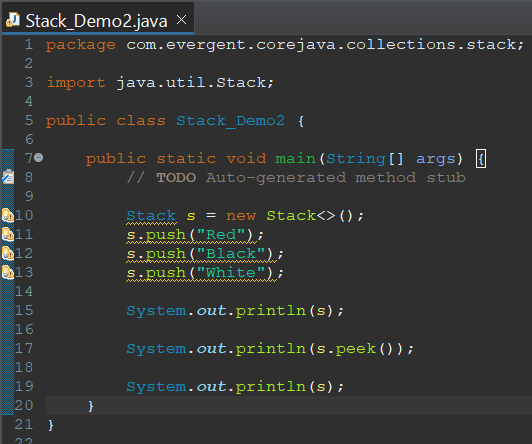 Stack_Demo2.java
1 package com.evergent.corejava.collections.stack;
2
3 import java.util.Stack;
4
5 public class Stack_Demo2 {
6
7 public static void main(String[] args) {
8 // TODO Auto-generated method stub
9
10 Stack s = new Stack<>();
11 s.push("Red");
12 s.push("Black");
13 s.push("White");
14
15 System.out.println(s);
16
17 System.out.println(s.peek());
18
19 System.out.println(s);
20 }
21 }
22